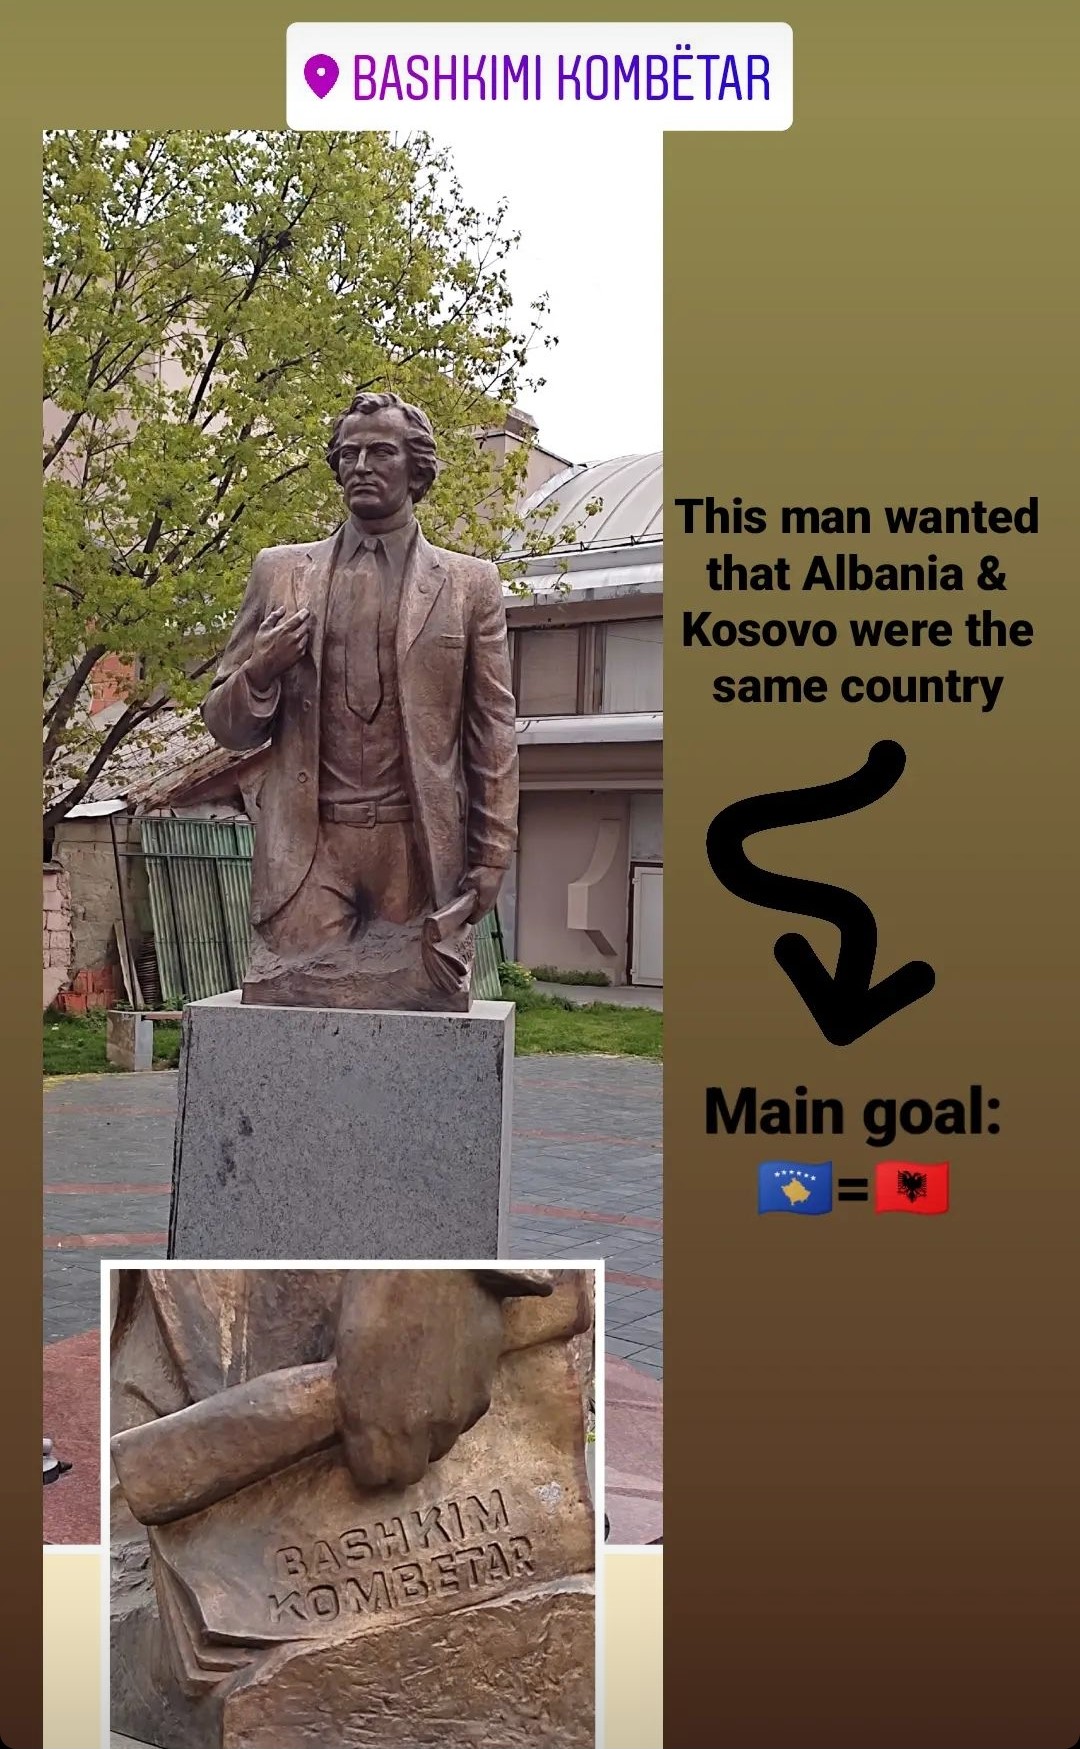 BASHKIMI KOMBËTAR
This man wanted
that Albania &
Kosovo were the
same country
Main goal:
🇽🇰=🇦🇱
BASHKIM
KOMBETAR